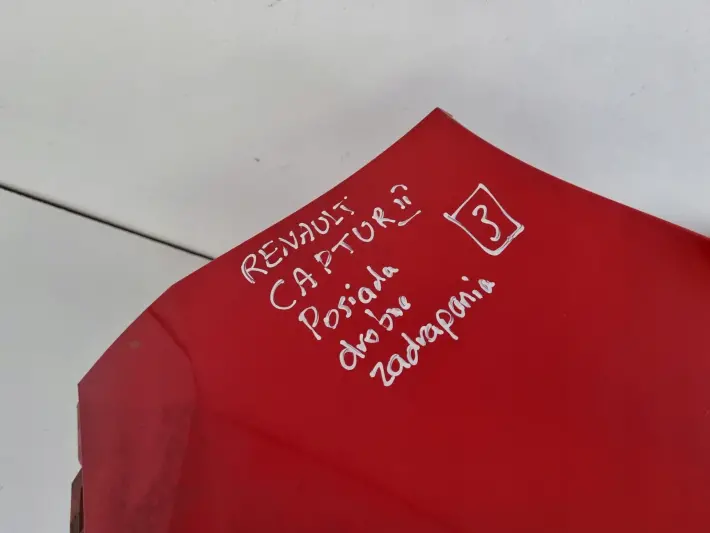 RENAULT
CAPTUR II
3
Posiada
drobne
zadrapania